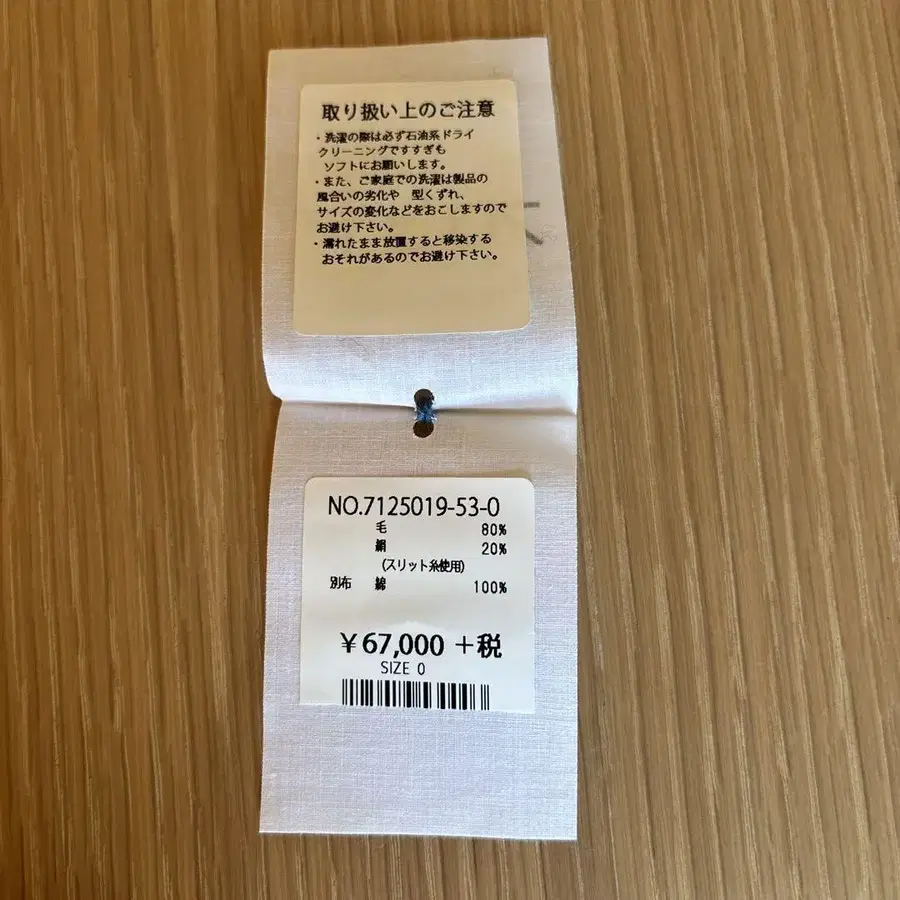 取り扱い上のご注意
・洗濯の際は必ず石油系ドライ
クリーニングですすぎも
ソフトにお願いします。
・また、ご家庭での洗濯は製品の
風合いの劣化や 型くずれ、
サイズの変化などをおこしますので
お避け下さい。
・濡れたまま放置すると移染する
おそれがあるのでお避け下さい。
NO.7125019-53-0
毛 80%
絹 20%
(スリット糸使用)
別布 綿 100%
¥67,000 +税
SIZE 0